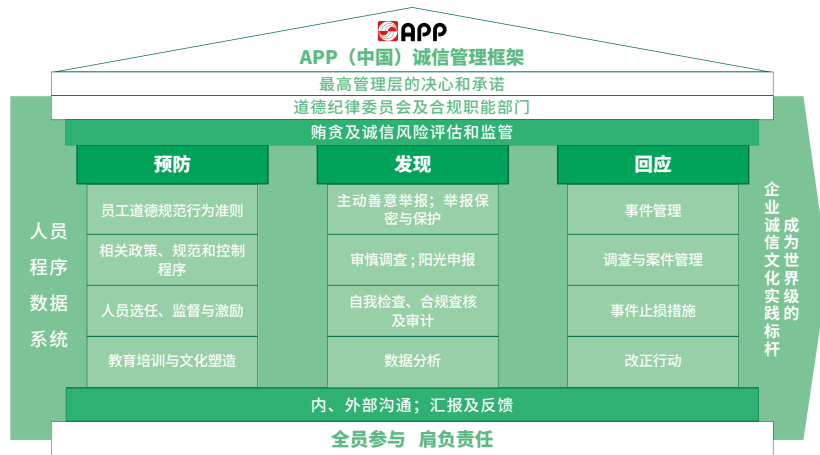 APP
APP（中国）诚信管理框架
最高管理层的决心和承诺
道德纪律委员会及合规职能部门
贿贪及诚信风险评估和监管
人员
程序
数据
系统
预防
员工道德规范行为准则
相关政策、规范和控制
程序
人员选任、监督与激励
教育培训与文化塑造
发现
主动善意举报；举报保
密与保护
审慎调查；阳光申报
自我检查、合规查核
及审计
数据分析
回应
事件管理
调查与案件管理
事件止损措施
改正行动
成为世界级的
企业诚信文化实践标杆
内、外部沟通；汇报及反馈
全员参与 肩负责任